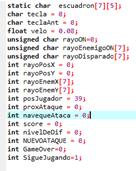 static char  escuadron[7][5];
char tecla = 0;
char teclaAnt = 0;
float velo = 0.08;
unsigned char rayoON=0;
unsigned char rayoEnemigoON[7];
unsigned char rayoDisparado[7];
int rayoPosX = 0;
int rayoPosY = 0;
int rayoEnemX[7];
int rayoEnemY[7];
int posJugador = 39;
int proxAtaque = 0;
int navequeAtaca = 0;
int score = 0;
int nivelDeDif = 0;
int NUEVOATAQUE = 0;
int GameOver=0;
int SigueJugando=1;